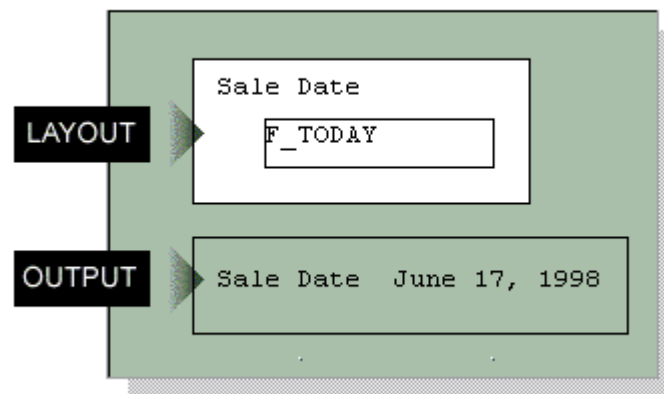 Sale Date
LAYOUT
F_TODAY
OUTPUT
Sale Date June 17, 1998